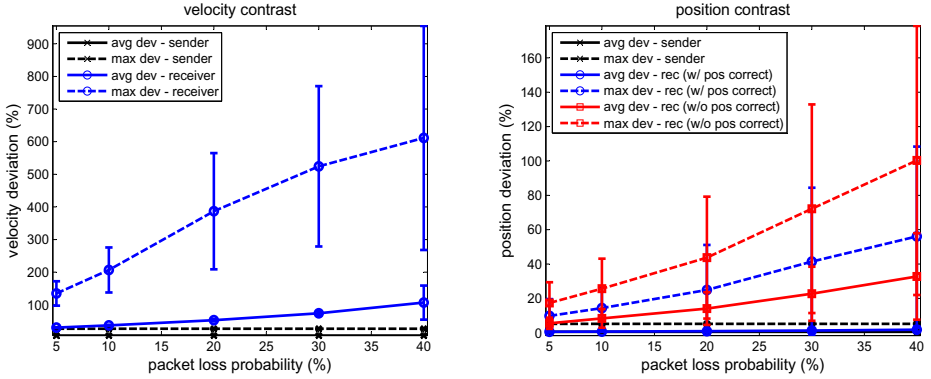 velocity contrast
900
800
700
600
500
400
300
200
100
velocity deviation (%)
avg dev - sender
max dev - sender
avg dev - receiver
max dev - receiver
5 10 15 20 25 30 35 40
packet loss probability (%)
position contrast
160
140
120
100
80
60
40
20
0
position deviation (%)
avg dev - sender
max dev - sender
avg dev - rec (w/ pos correct)
max dev - rec (w/ pos correct)
avg dev - rec (w/o pos correct)
max dev - rec (w/o pos correct)
5 10 15 20 25 30 35 40
packet loss probability (%)